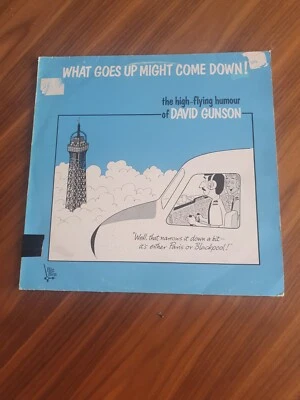 WHAT GOES UP MIGHT COME DOWN!
the high-flying humour
of DAVID GUNSON
"Well, that narrows it down a bit—
it's either Paris or Blackpool!"